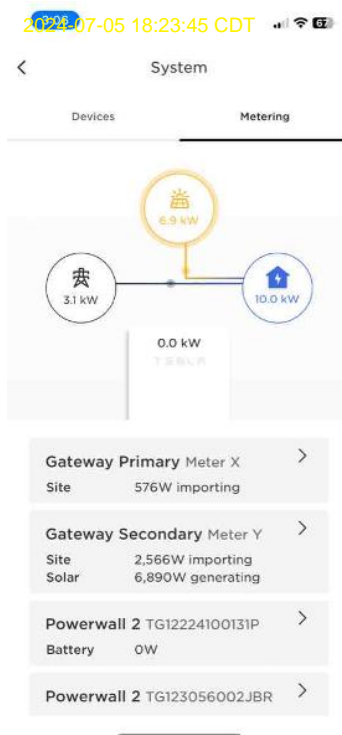 2024-07-05 18:23:45 CDT
67
System
Devices
Metering
6.9 kW
3.1 kW
10.0 kW
0.0 kW
TESLA
Gateway Primary Meter X
Site 576W importing
Gateway Secondary Meter Y
Site 2,566W importing
Solar 6,890W generating
Powerwall 2 TG12224100131P
Battery 0W
Powerwall 2 TG123056002JBR